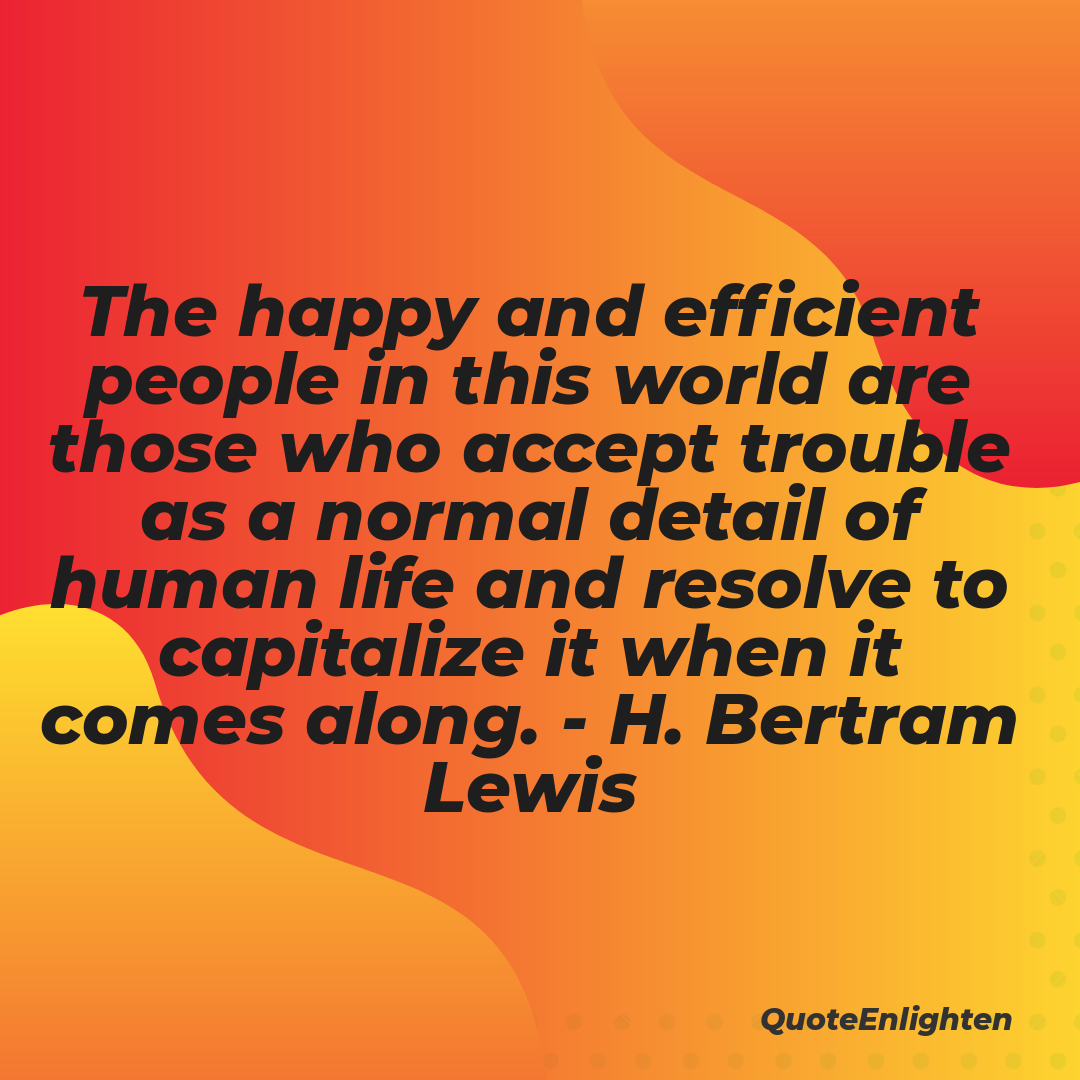 The happy and efficient
people in this world are
those who accept trouble
as a normal detail of
human life and resolve to
capitalize it when it
comes along. - H. Bertram
Lewis
QuoteEnlighten